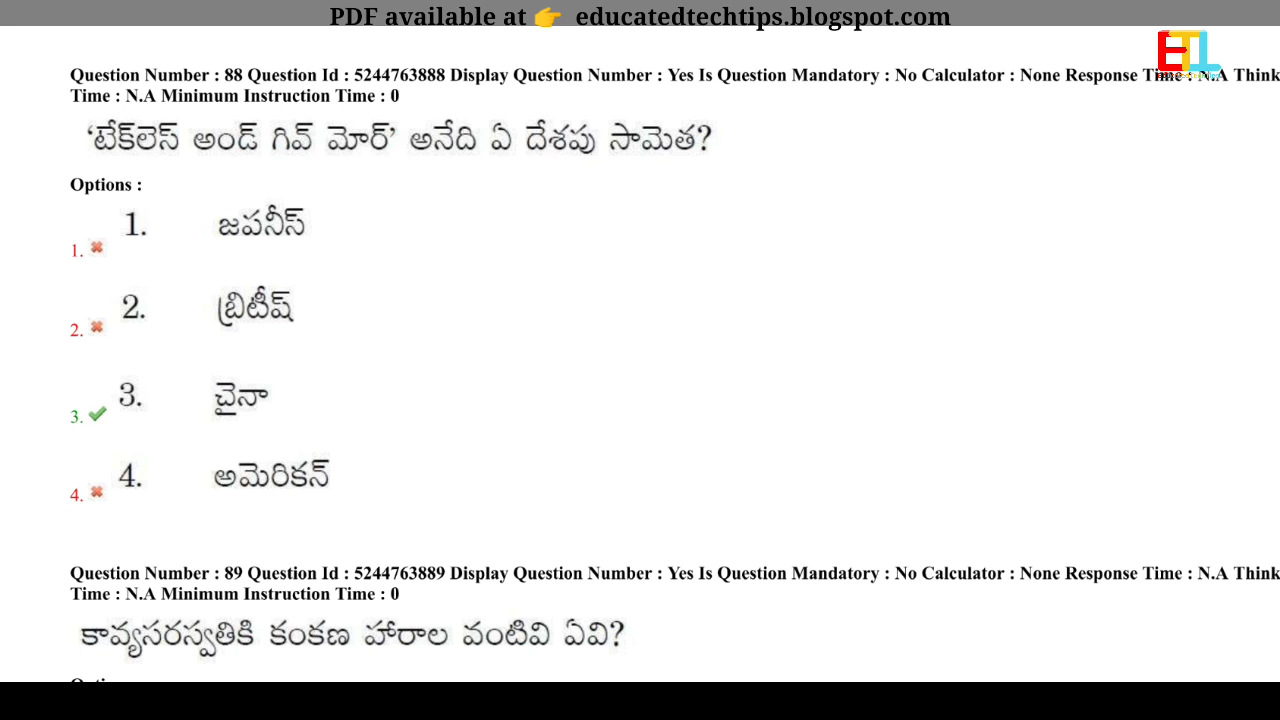 PDF available at 👉 educatedtechtips.blogspot.com
ETL
Question Number : 88 Question Id : 5244763888 Display Question Number : Yes Is Question Mandatory : No Calculator : None Response Time : N.A Think
Time : N.A Minimum Instruction Time : 0
‘టేక్‌లెస్ అండ్ గివ్ మోర్’ అనేది ఏ దేశపు సామెత?
Options :
1. జపనీస్
1. ✖
2. బ్రిటీష్
2. ✖
3. చైనా
3. ✔
4. అమెరికన్
4. ✖
Question Number : 89 Question Id : 5244763889 Display Question Number : Yes Is Question Mandatory : No Calculator : None Response Time : N.A Think
Time : N.A Minimum Instruction Time : 0
కావ్యసరస్వతికి కంకణ హారాల వంటివి ఏవి?